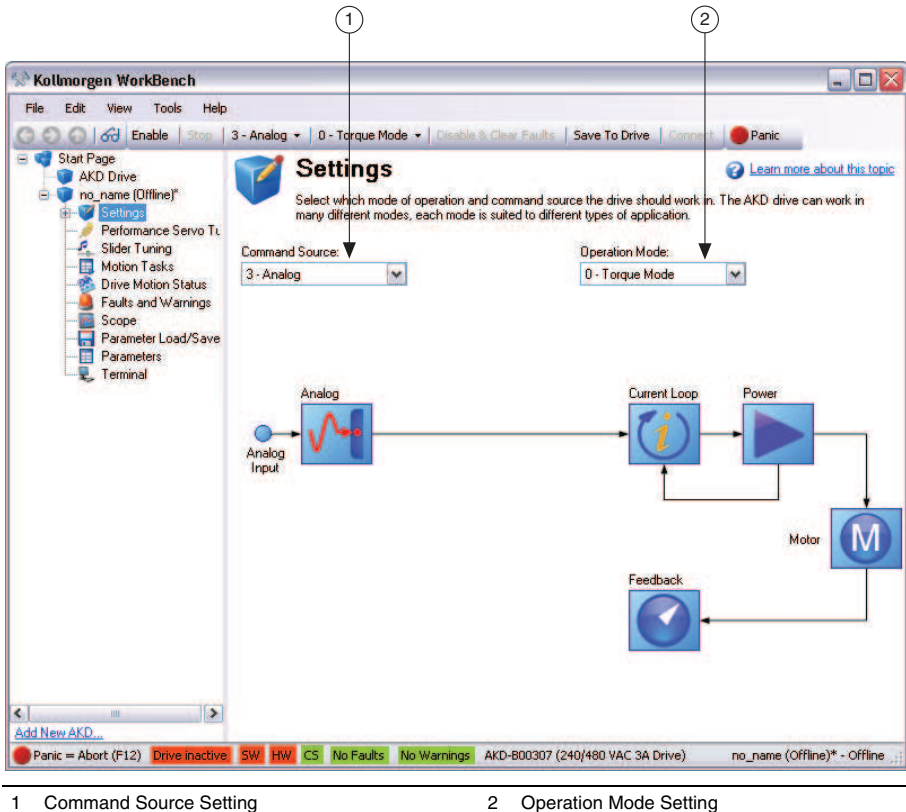 1 2
Kollmorgen WorkBench
File Edit View Tools Help
Enable Stop 3 - Analog 0 - Torque Mode Disable & Clear Faults Save To Drive Connect Panic
Start Page
AKD Drive
no_name (Offline)*
Settings
Performance Servo Tu
Slider Tuning
Motion Tasks
Drive Motion Status
Faults and Warnings
Scope
Parameter Load/Save
Parameters
Terminal
Add New AKD...
Settings
Learn more about this topic
Select which mode of operation and command source the drive should work in. The AKD drive can work in
many different modes, each mode is suited to different types of application.
Command Source: Operation Mode:
3 - Analog 0 - Torque Mode
Analog Current Loop Power
Analog
Input
i
Motor M
Feedback
Panic = Abort (F12) Drive inactive SW HW CS No Faults No Warnings AKD-B00307 (240/480 VAC 3A Drive) no_name (Offline)* - Offline
1 Command Source Setting 2 Operation Mode Setting